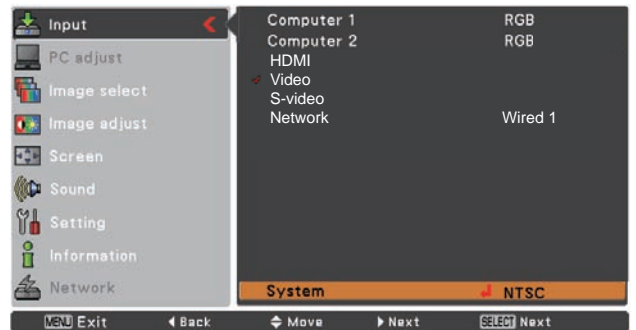 Input
PC adjust
Image select
Image adjust
Screen
Sound
Setting
Information
Network
Computer 1 RGB
Computer 2 RGB
HDMI
Video
S-video
Network Wired 1
System NTSC
MENU Exit Back Move Next SELECT Next